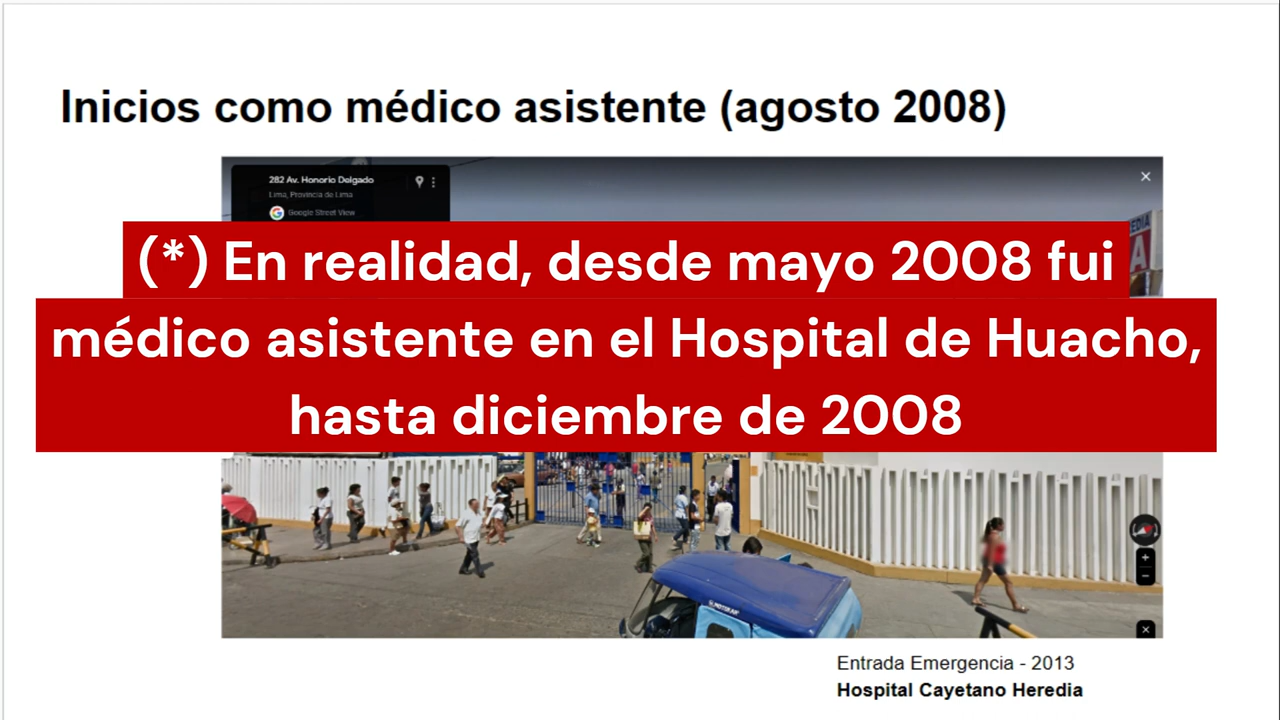 Inicios como médico asistente (agosto 2008)
282 Av. Honorio Delgado
Lima, Provincia de Lima
Google Street View
EDIA
A
(*) En realidad, desde mayo 2008 fui
médico asistente en el Hospital de Huacho,
hasta diciembre de 2008
MOTOKAR
Entrada Emergencia - 2013
Hospital Cayetano Heredia